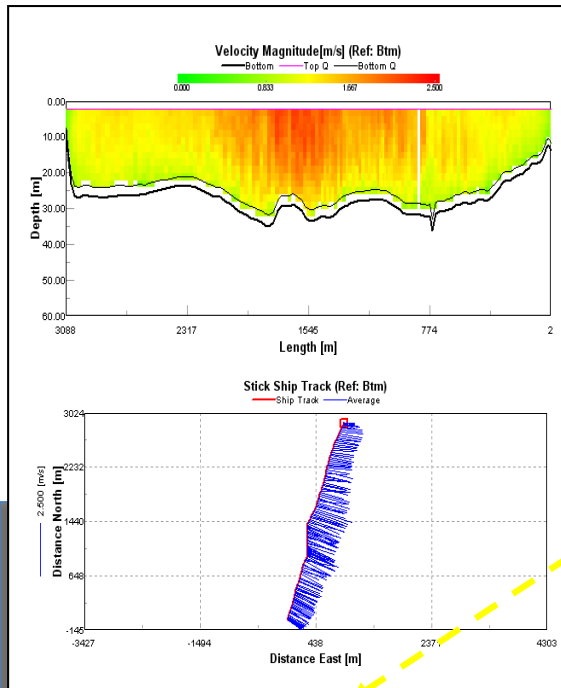 Velocity Magnitude[m/s] (Ref: Btm)
Bottom Top Q Bottom Q
0.000 0.833 1.667 2.500
0.00
10.00
20.00
30.00
40.00
50.00
60.00
Depth [m]
3088 2317 1545 774 2
Length [m]
Stick Ship Track (Ref: Btm)
Ship Track Average
3024
2232
1440
648
-145
2.500 [m/s]
Distance North [m]
-3427 -1494 438 2371 4303
Distance East [m]